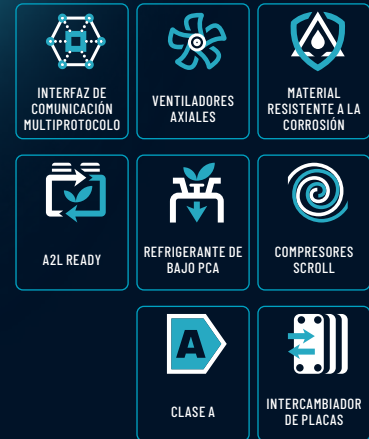 INTERFAZ DE
COMUNICACIÓN
MULTIPROTOCOLO
VENTILADORES
AXIALES
MATERIAL
RESISTENTE A LA
CORROSIÓN
A2L READY
REFRIGERANTE DE
BAJO PCA
COMPRESORES
SCROLL
A
CLASE A
INTERCAMBIADOR
DE PLACAS